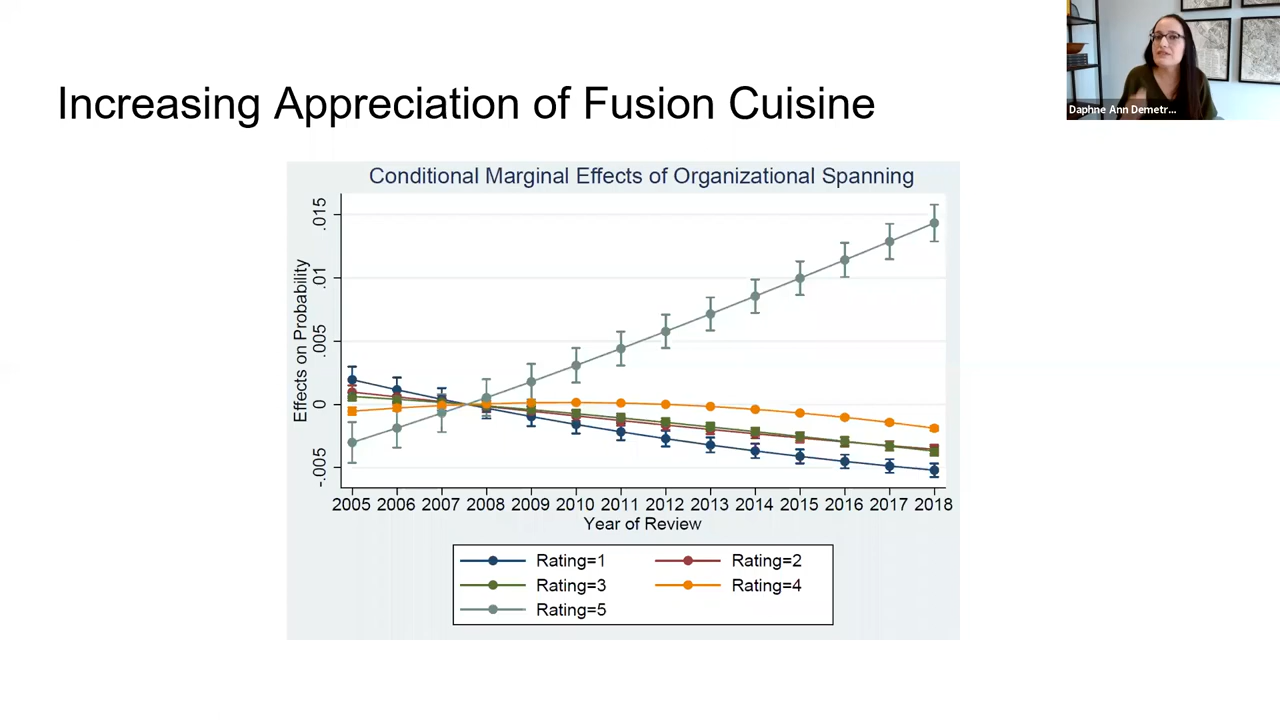 Daphne Ann Demetr...
Increasing Appreciation of Fusion Cuisine
Conditional Marginal Effects of Organizational Spanning
Effects on Probability
.015
.01
.005
0
-.005
2005 2006 2007 2008 2009 2010 2011 2012 2013 2014 2015 2016 2017 2018
Year of Review
Rating=1 Rating=2
Rating=3 Rating=4
Rating=5